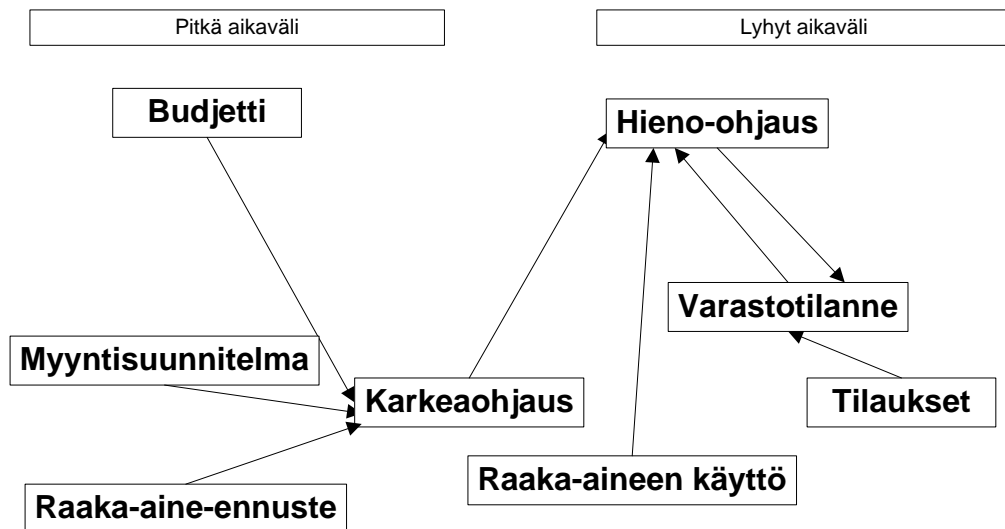 Pitkä aikaväli
Lyhyt aikaväli
Budjetti
Hieno-ohjaus
Varastotilanne
Myyntisuunnitelma
Karkeaohjaus
Tilaukset
Raaka-aineen käyttö
Raaka-aine-ennuste